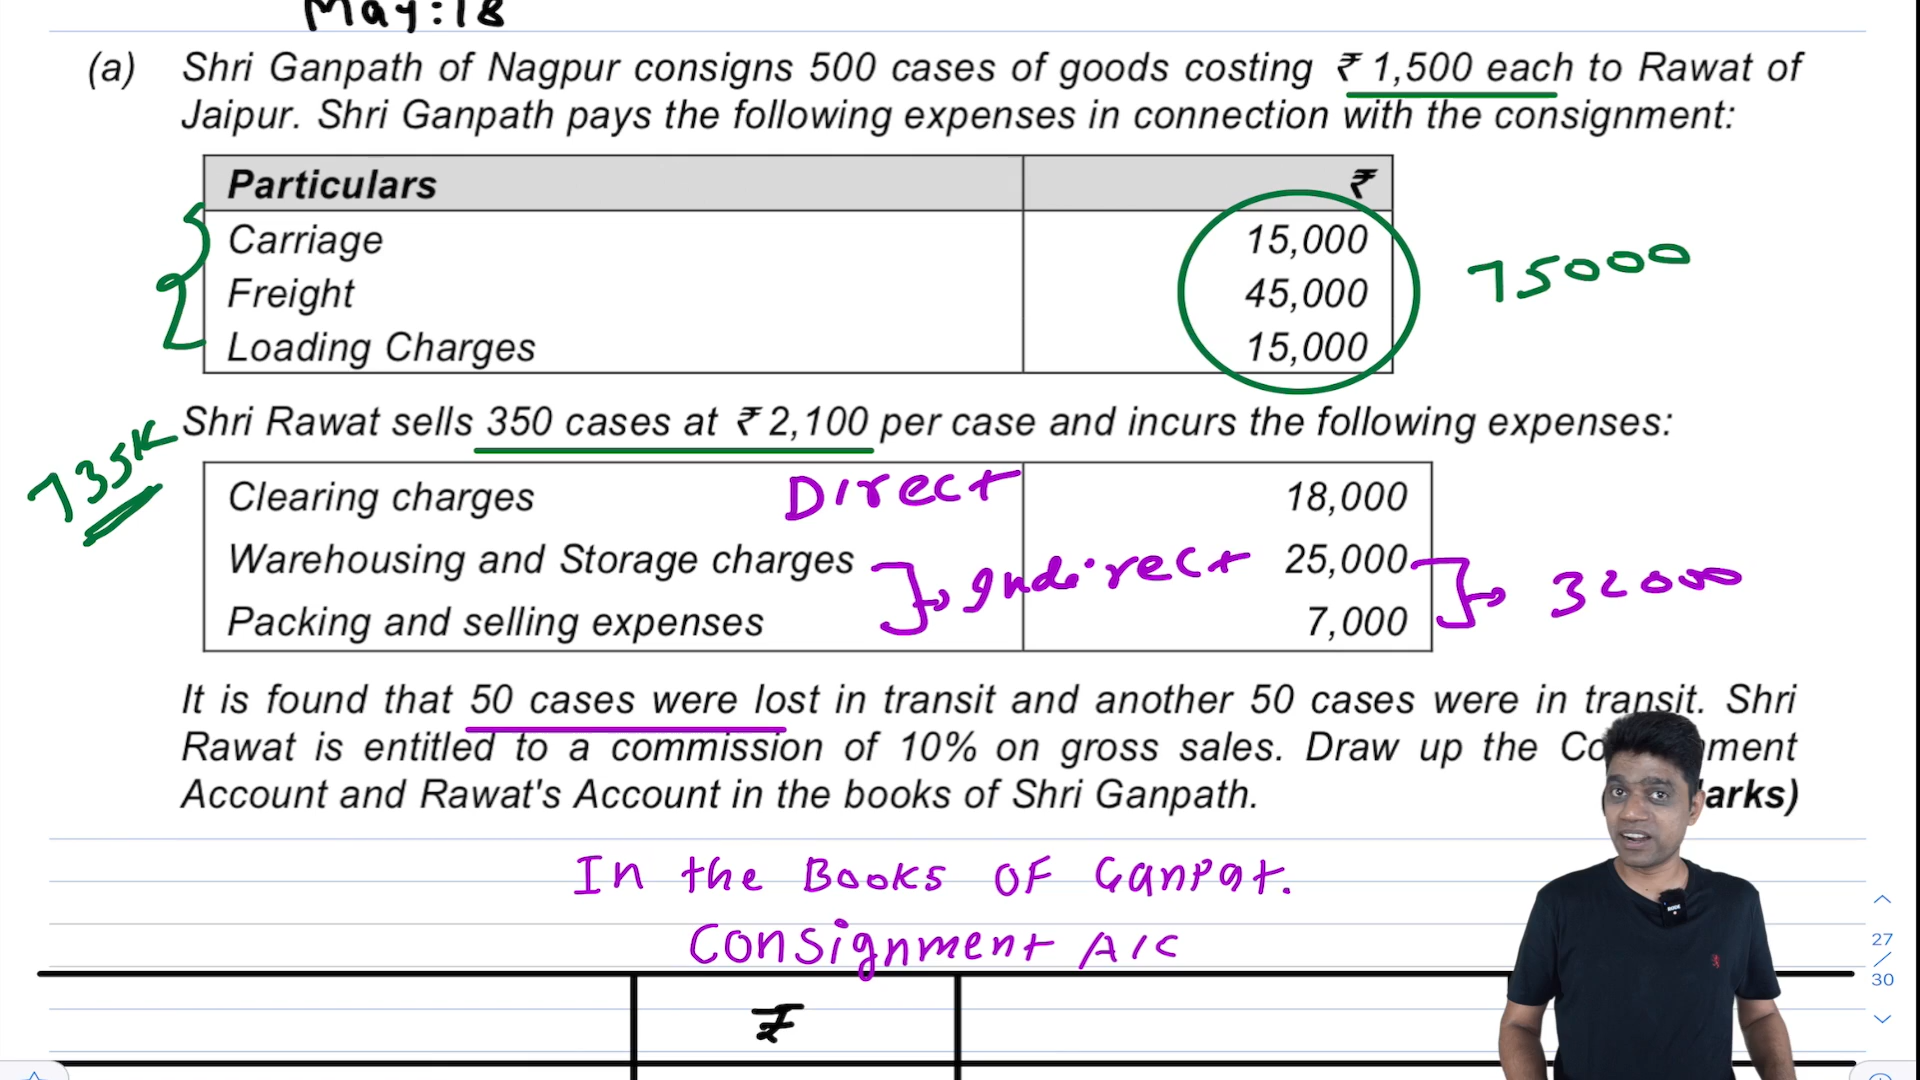 May:18
(a) Shri Ganpath of Nagpur consigns 500 cases of goods costing ₹ 1,500 each to Rawat of
Jaipur. Shri Ganpath pays the following expenses in connection with the consignment:
Particulars ₹
Carriage 15,000
Freight 45,000
Loading Charges 15,000
75000
Shri Rawat sells 350 cases at ₹ 2,100 per case and incurs the following expenses:
735K
Clearing charges Direct 18,000
Warehousing and Storage charges 25,000
Indirect 32000
Packing and selling expenses 7,000
It is found that 50 cases were lost in transit and another 50 cases were in transit. Shri
Rawat is entitled to a commission of 10% on gross sales. Draw up the Co nment
Account and Rawat's Account in the books of Shri Ganpath. arks)
In the Books OF Ganpat.
Consignment A/C
₹
27
/
30